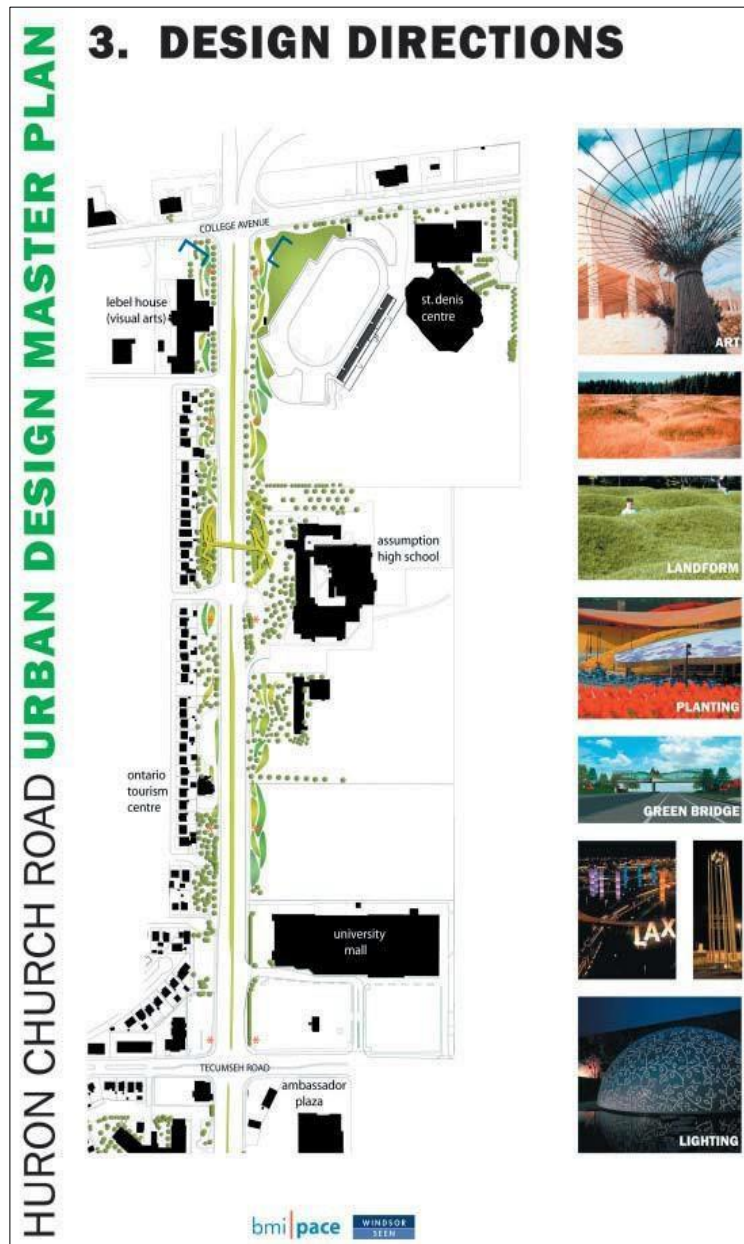 HURON CHURCH ROAD URBAN DESIGN MASTER PLAN
3. DESIGN DIRECTIONS
COLLEGE AVENUE
lebel house
(visual arts)
st. denis
centre
assumption
high school
ontario
tourism
centre
university
mall
TECUMSEH ROAD
ambassador
plaza
ART
LANDFORM
PLANTING
GREEN BRIDGE
LAX
LIGHTING
bmi|pace
WINDSOR
SEEN